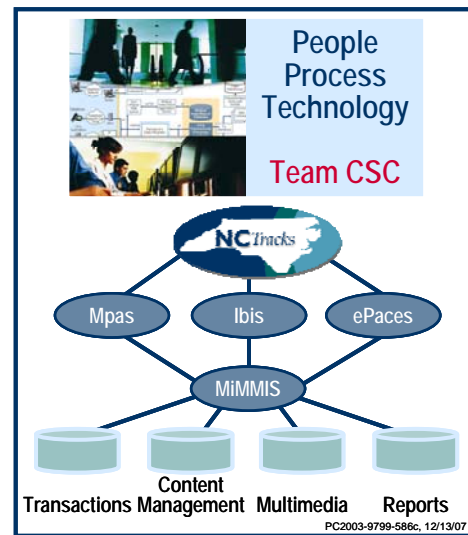 People
Process
Technology
Team CSC
NCTracks
Mpas
Ibis
ePaces
MiMMIS
Transactions
Content
Management
Multimedia
Reports
PC2003-9799-586c, 12/13/07